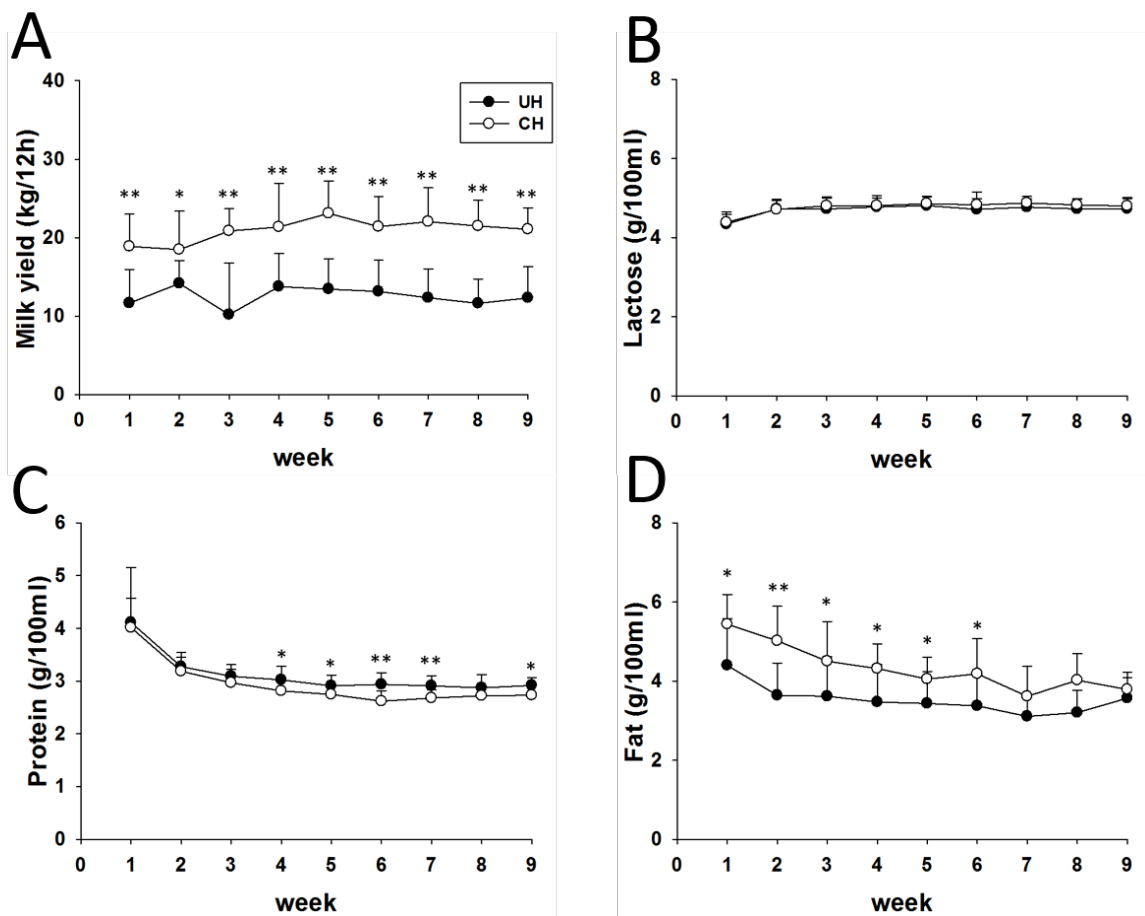 A
Milk yield (kg/12h)
40
30
20
10
0
UH
CH
** * ** ** ** ** ** ** **
0 1 2 3 4 5 6 7 8 9
week
B
Lactose (g/100ml)
8
6
4
2
0
0 1 2 3 4 5 6 7 8 9
week
C
Protein (g/100ml)
6
5
4
3
2
1
0
* * ** ** *
0 1 2 3 4 5 6 7 8 9
week
D
Fat (g/100ml)
8
6
4
2
0
* ** * * * *
0 1 2 3 4 5 6 7 8 9
week